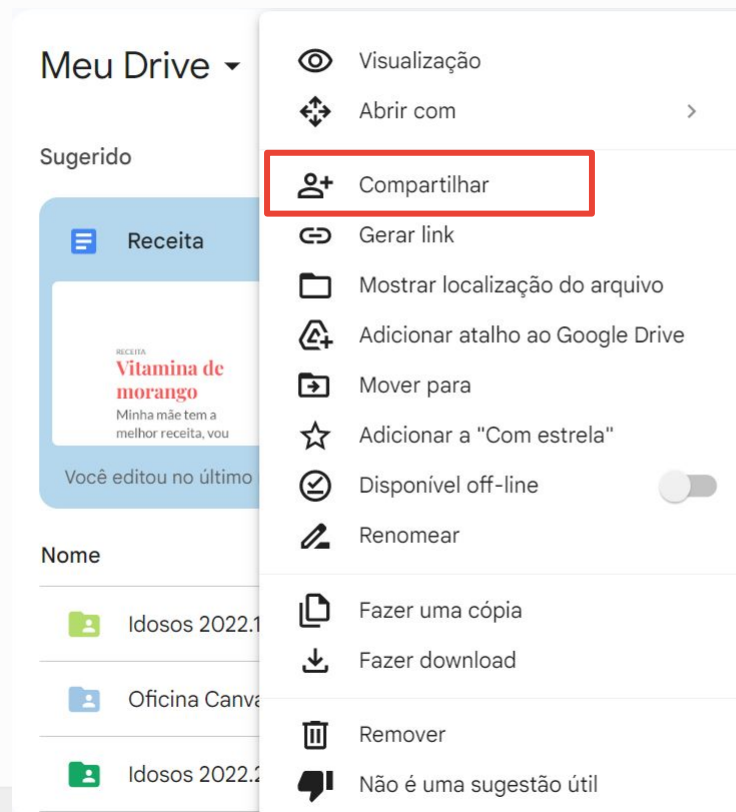 Meu Drive
Sugerido
Receita
RECEITA
Vitamina de
morango
Minha mãe tem a
melhor receita, vou
Você editou no último
Nome
Idosos 2022.1
Oficina Canva
Idosos 2022.2
Visualização
Abrir com
Compartilhar
Gerar link
Mostrar localização do arquivo
Adicionar atalho ao Google Drive
Mover para
Adicionar a "Com estrela"
Disponível off-line
Renomear
Fazer uma cópia
Fazer download
Remover
Não é uma sugestão útil